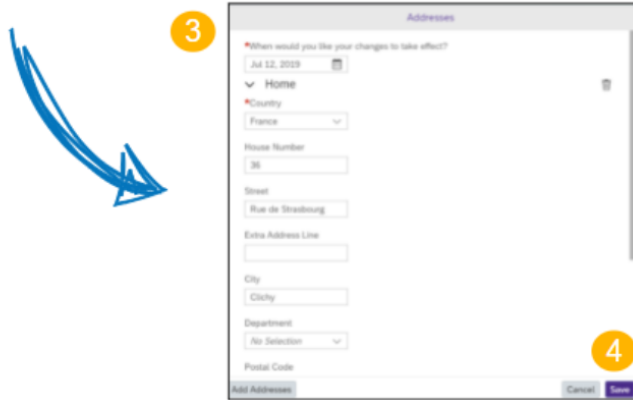 3
Addresses
*When would you like your changes to take effect?
Jul 12, 2019
Home
*Country
France
House Number
36
Street
Rue de Strasbourg
Extra Address Line
City
Clichy
Department
No Selection
Postal Code
4
Add Addresses
Cancel
Save